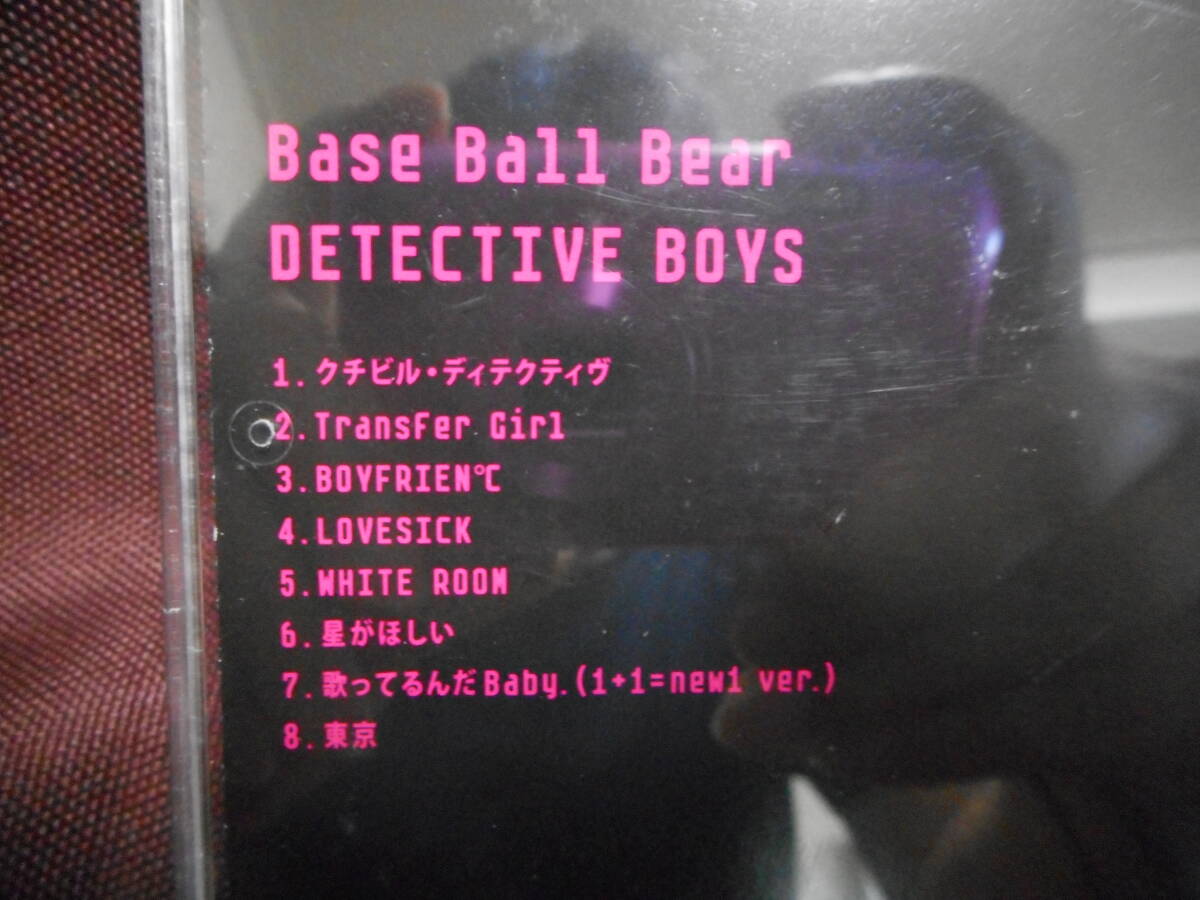 Base Ball Bear
DETECTIVE BOYS
1. クチビル・ディテクティヴ
2. Transfer Girl
3. BOYFRIEN℃
4. LOVESICK
5. WHITE ROOM
6. 星がほしい
7. 歌ってるんだBaby.(1+1=new1 ver.)
8. 東京